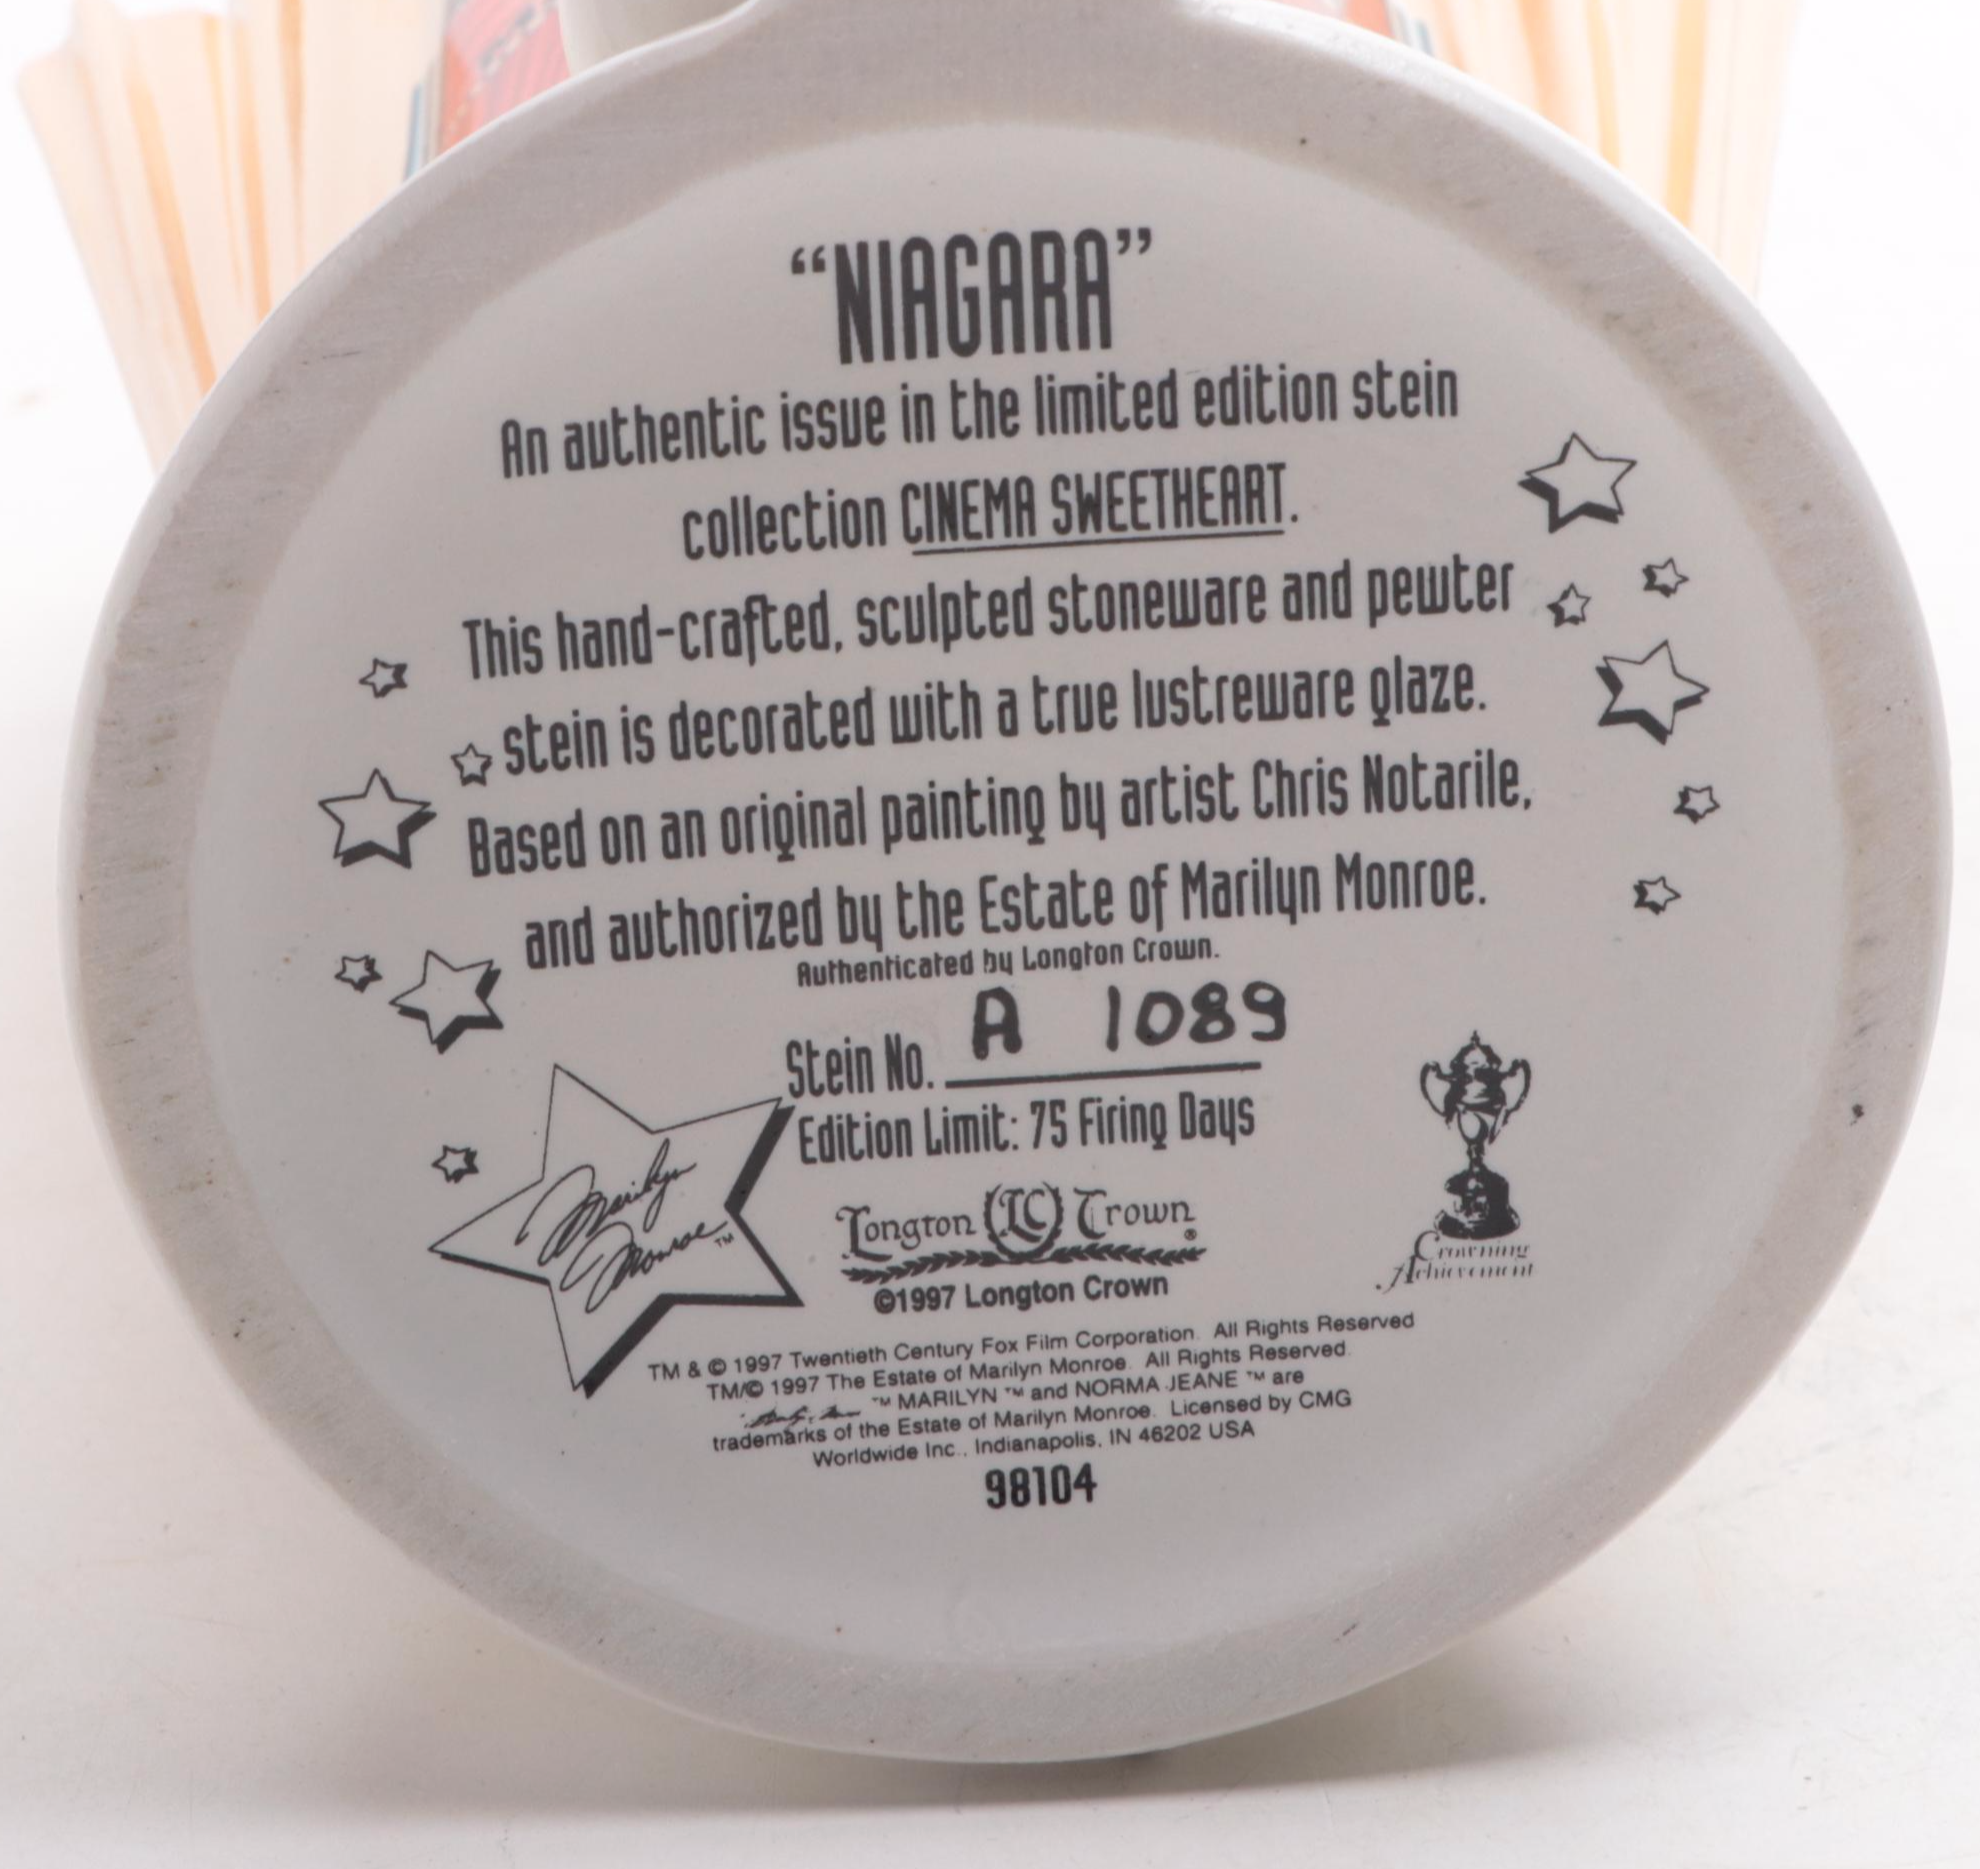 “NIAGARA”
An authentic issue in the limited edition stein
collection CINEMA SWEETHEART.
This hand-crafted, sculpted stoneware and pewter
stein is decorated with a true lustreware glaze.
Based on an original painting by artist Chris Notarile,
and authorized by the Estate of Marilyn Monroe.
Authenticated by Longton Crown.
Stein No. A 1089
Edition Limit: 75 Firing Days
Marilyn
Monroe™
Longton LC Crown®
©1997 Longton Crown
Crowning
Achievement
TM & © 1997 Twentieth Century Fox Film Corporation. All Rights Reserved
TM/© 1997 The Estate of Marilyn Monroe. All Rights Reserved.
™ MARILYN ™ and NORMA JEANE ™ are
trademarks of the Estate of Marilyn Monroe. Licensed by CMG
Worldwide Inc., Indianapolis, IN 46202 USA
98104